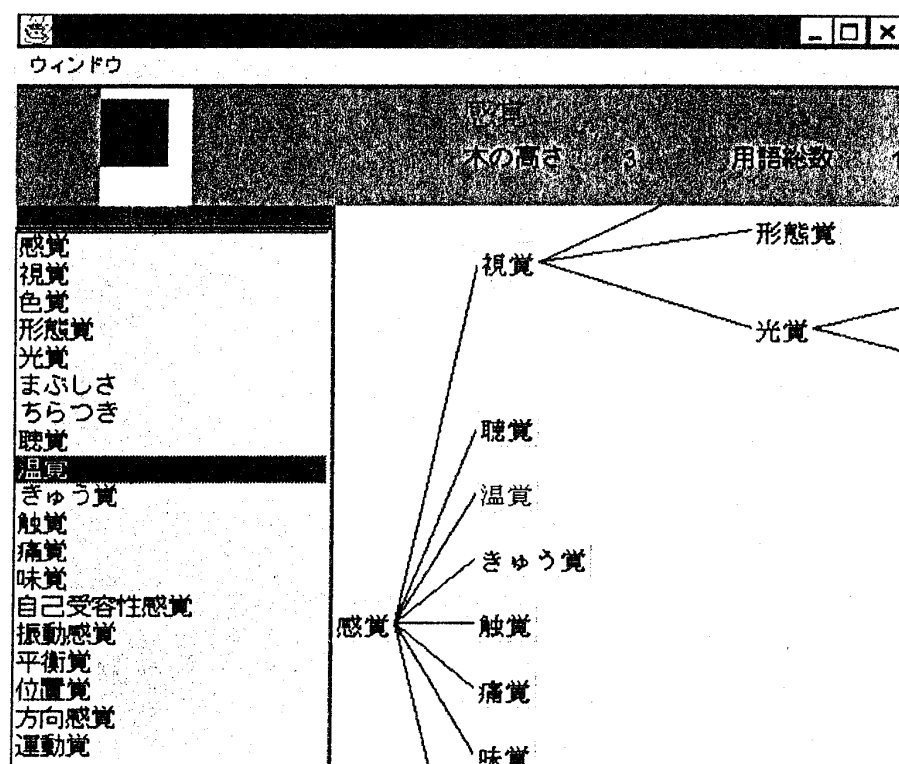 ウィンドウ
感覚
木の高さ 3 用語総数
感覚
視覚
色覚
形態覚
光覚
まぶしさ
ちらつき
聴覚
温覚
きゅう覚
触覚
痛覚
味覚
自己受容性感覚
振動感覚
平衡覚
位置覚
方向感覚
運動覚
形態覚
視覚
光覚
聴覚
温覚
きゅう覚
感覚
触覚
痛覚
味覚